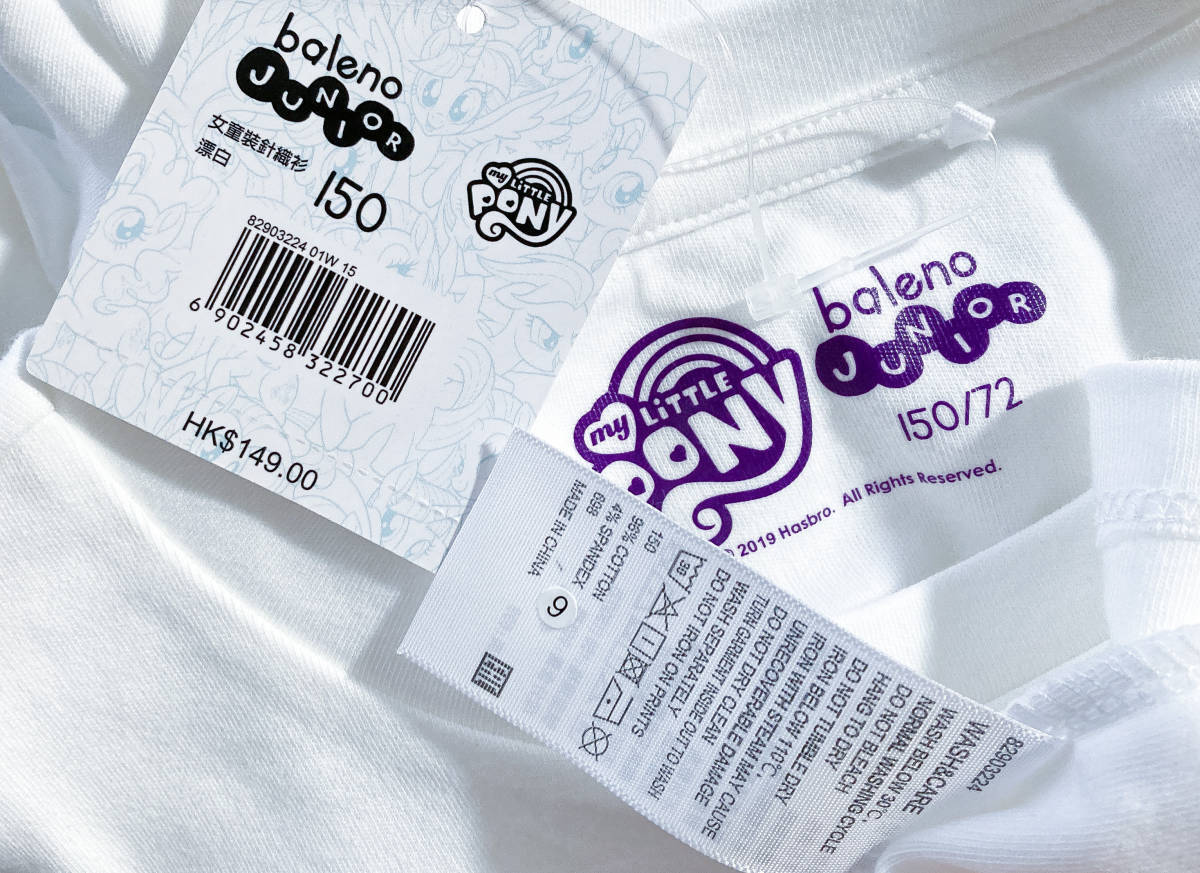 baleno
JUNIOR
女童裝針織衫
漂白
150
my LiTTLE
PONY
82903224 01W 15
6 902458 322700
HK$149.00
baleno
JUNIOR
150/72
my LiTTLE
PONY
© 2019 Hasbro. All Rights Reserved.
82903224
WASH&CARE
WASH BELOW 30℃,
NORMAL WASHING CYCLE
DO NOT BLEACH
HANG TO DRY
DO NOT TUMBLE DRY
IRON BELOW 110℃,
IRON WITH STEAM MAY CAUSE
UNRECOVERABLE DAMAGE
DO NOT DRY CLEAN
TURN GARMENT INSIDE OUT TO WASH
WASH SEPARATELY
DO NOT IRON ON PRINTS
30
150
96% COTTON
4% SPANDEX
698
MADE IN CHINA
9